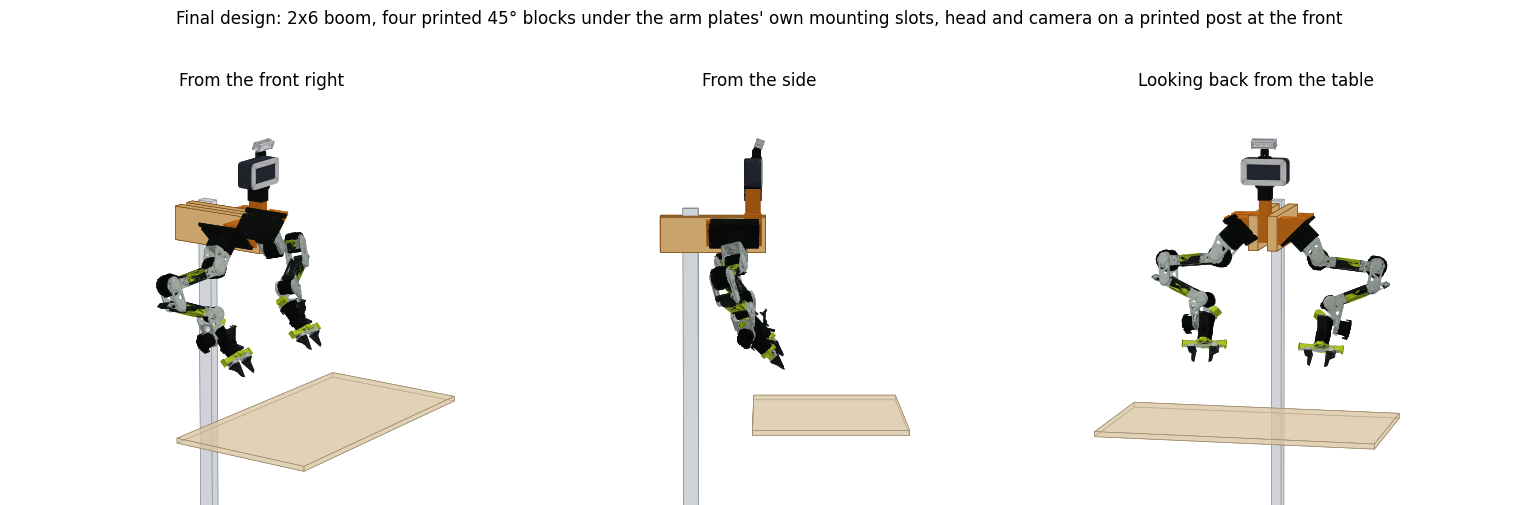 Final design: 2x6 boom, four printed 45° blocks under the arm plates' own mounting slots, head and camera on a printed post at the front
From the front right
From the side
Looking back from the table